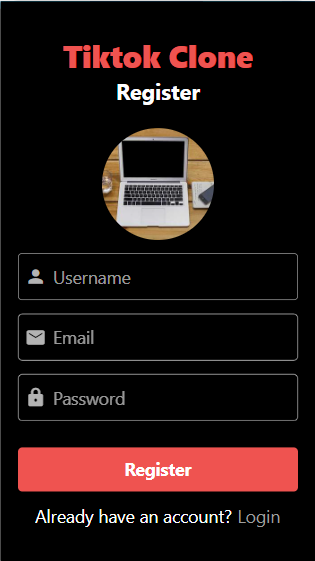 Tiktok Clone
Register
Username
Email
Password
Register
Already have an account? Login